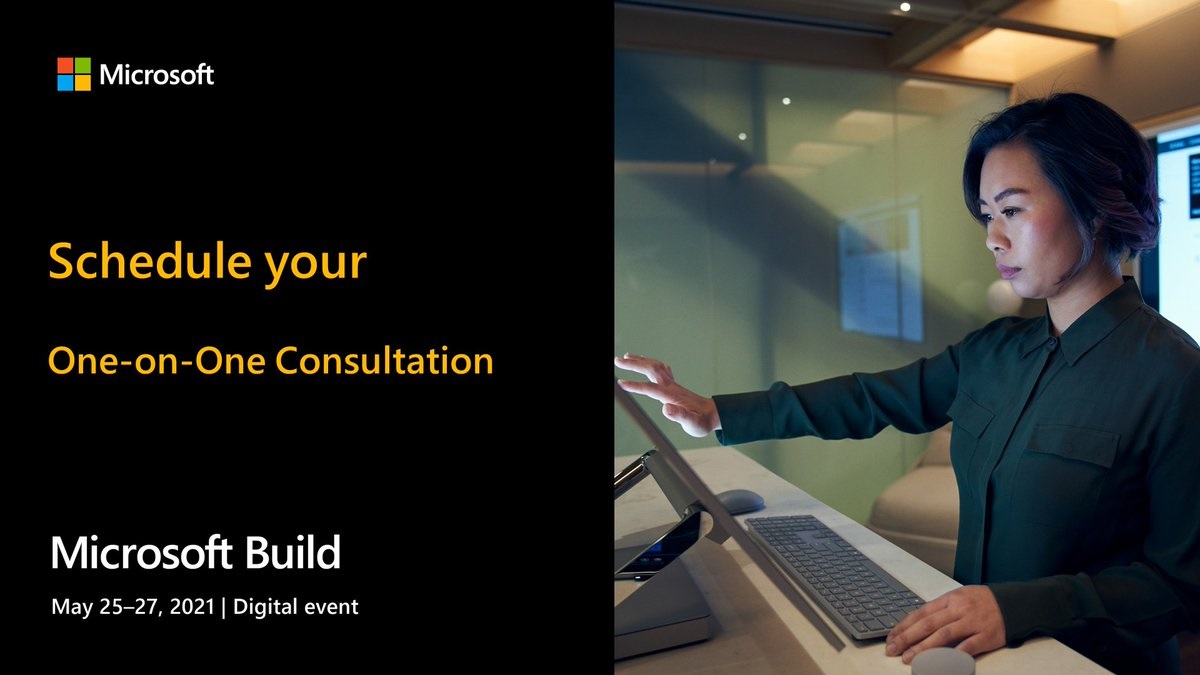 Microsoft
Schedule your
One-on-One Consultation
Microsoft Build
May 25–27, 2021 | Digital event